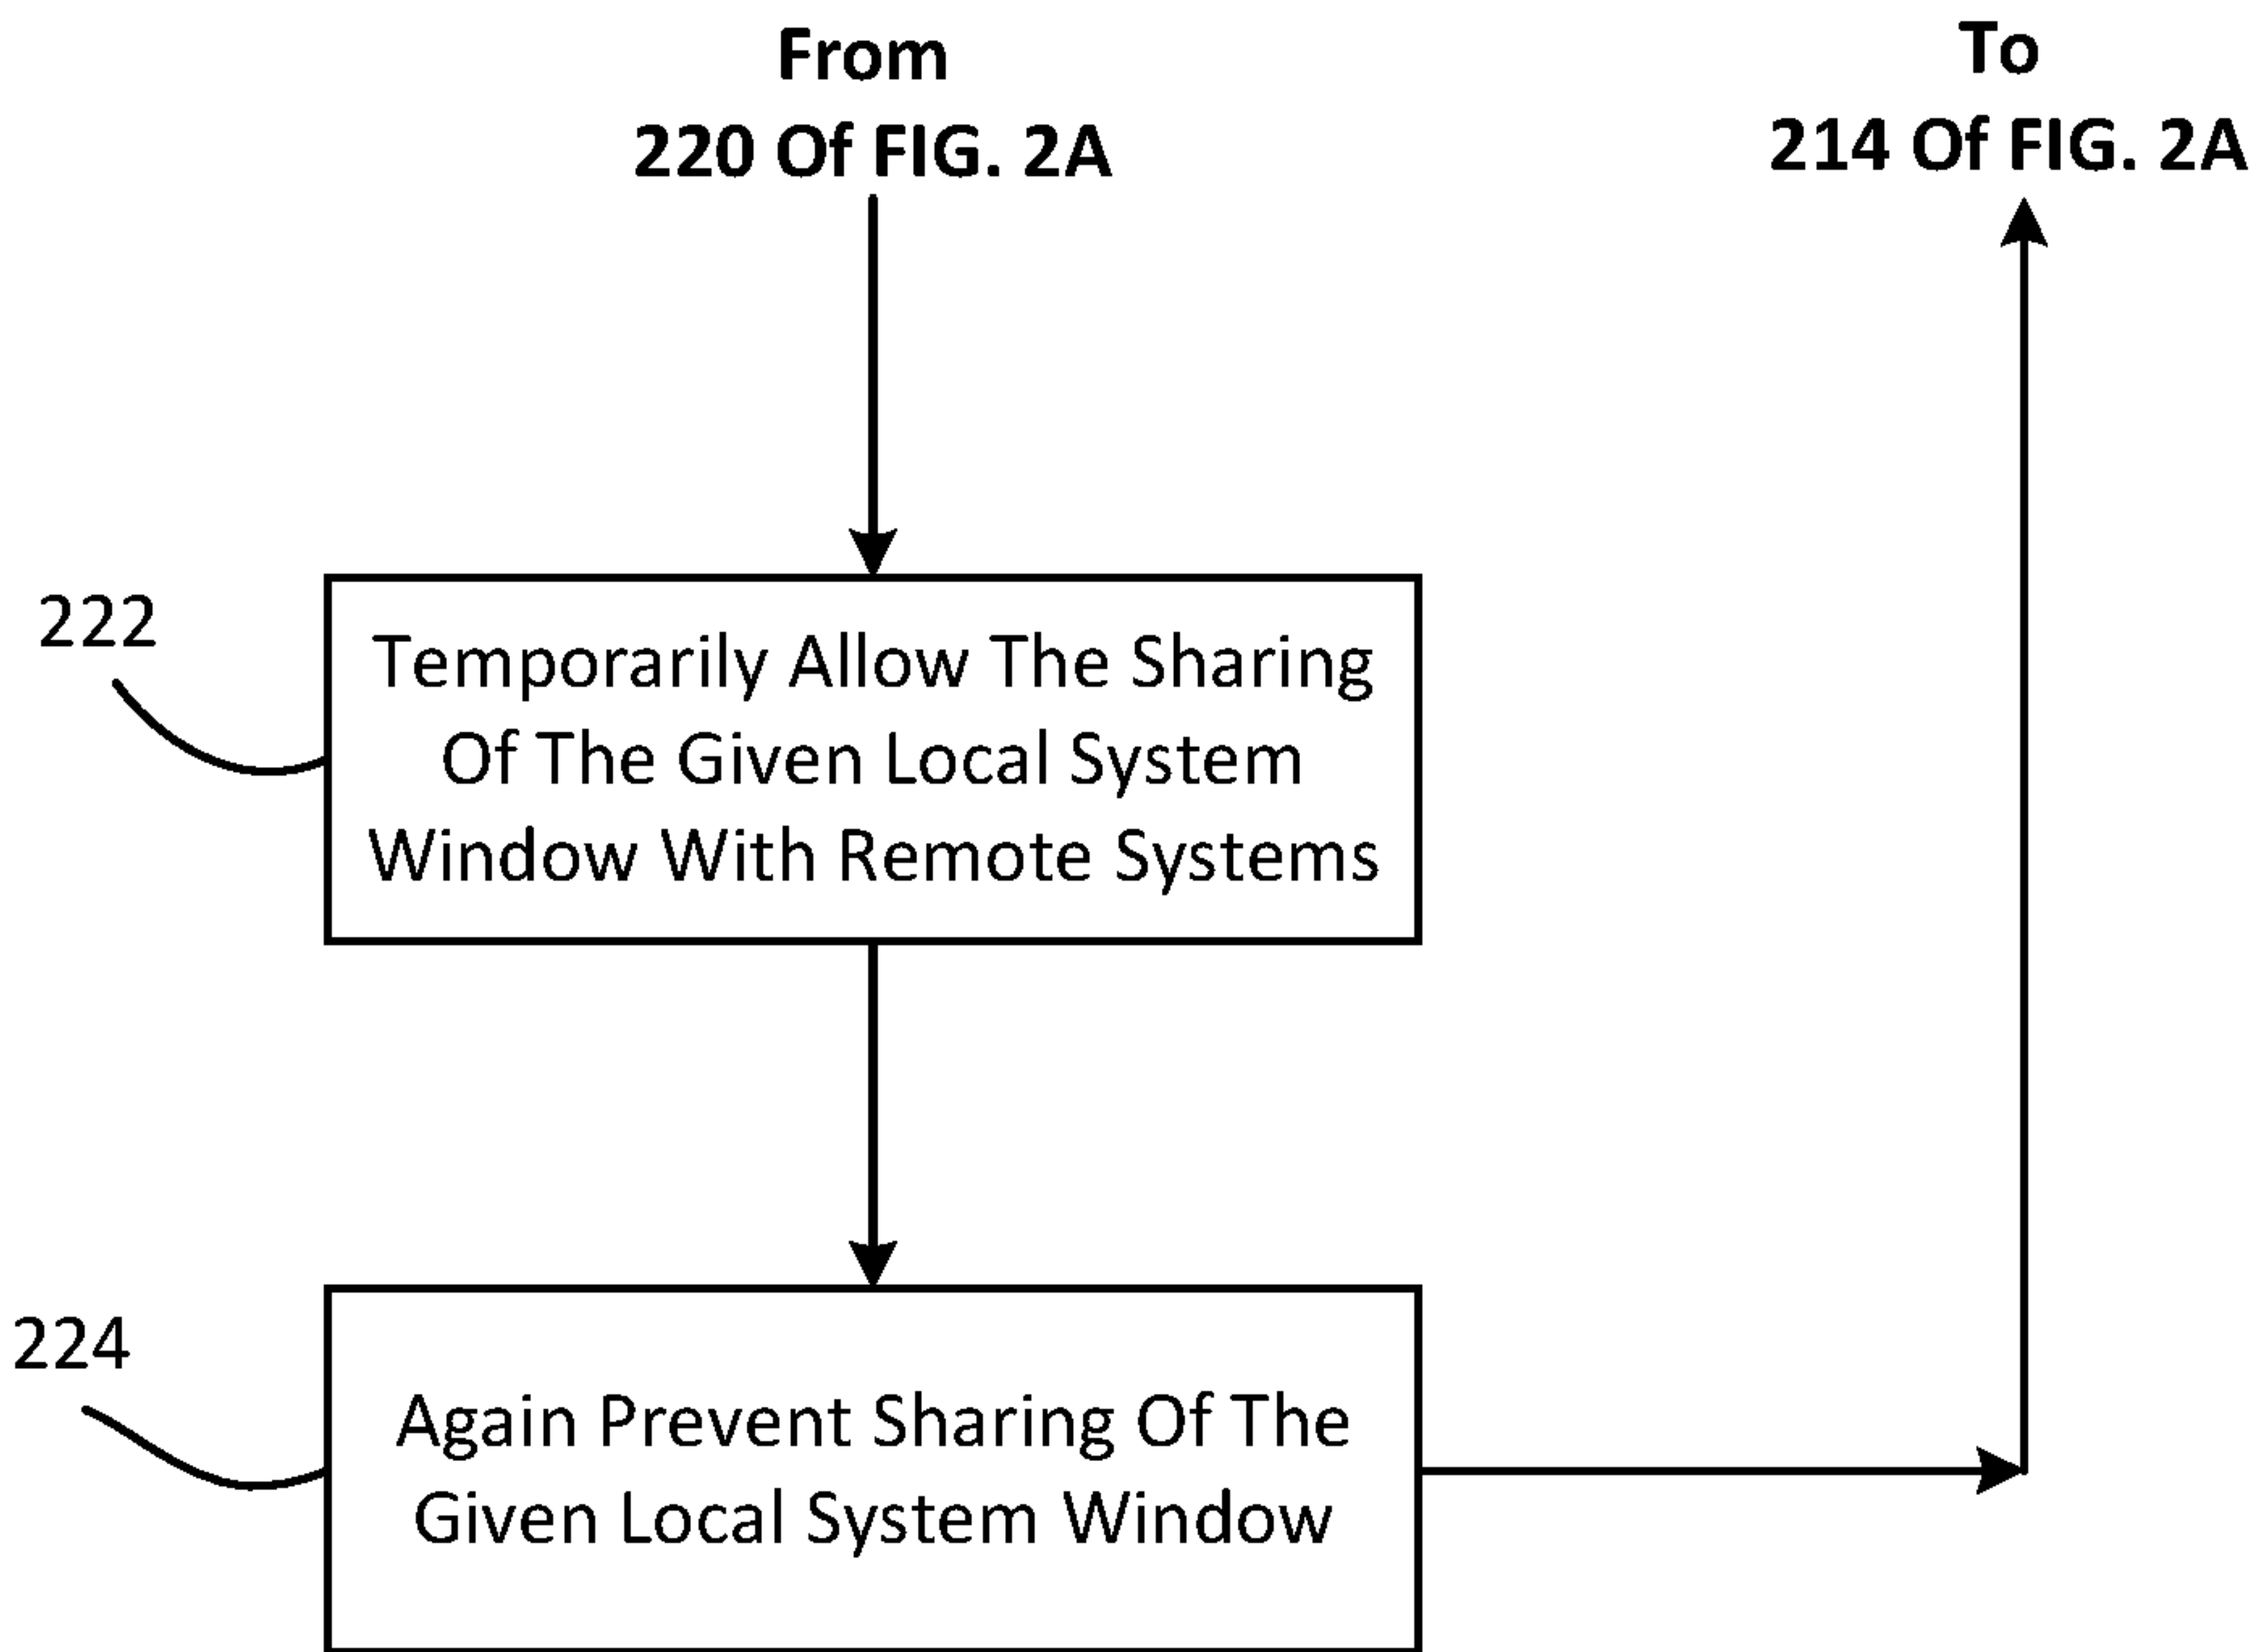 From
220 Of FIG. 2A
To
214 Of FIG. 2A
222
Temporarily Allow The Sharing
Of The Given Local System
Window With Remote Systems
224
Again Prevent Sharing Of The
Given Local System Window